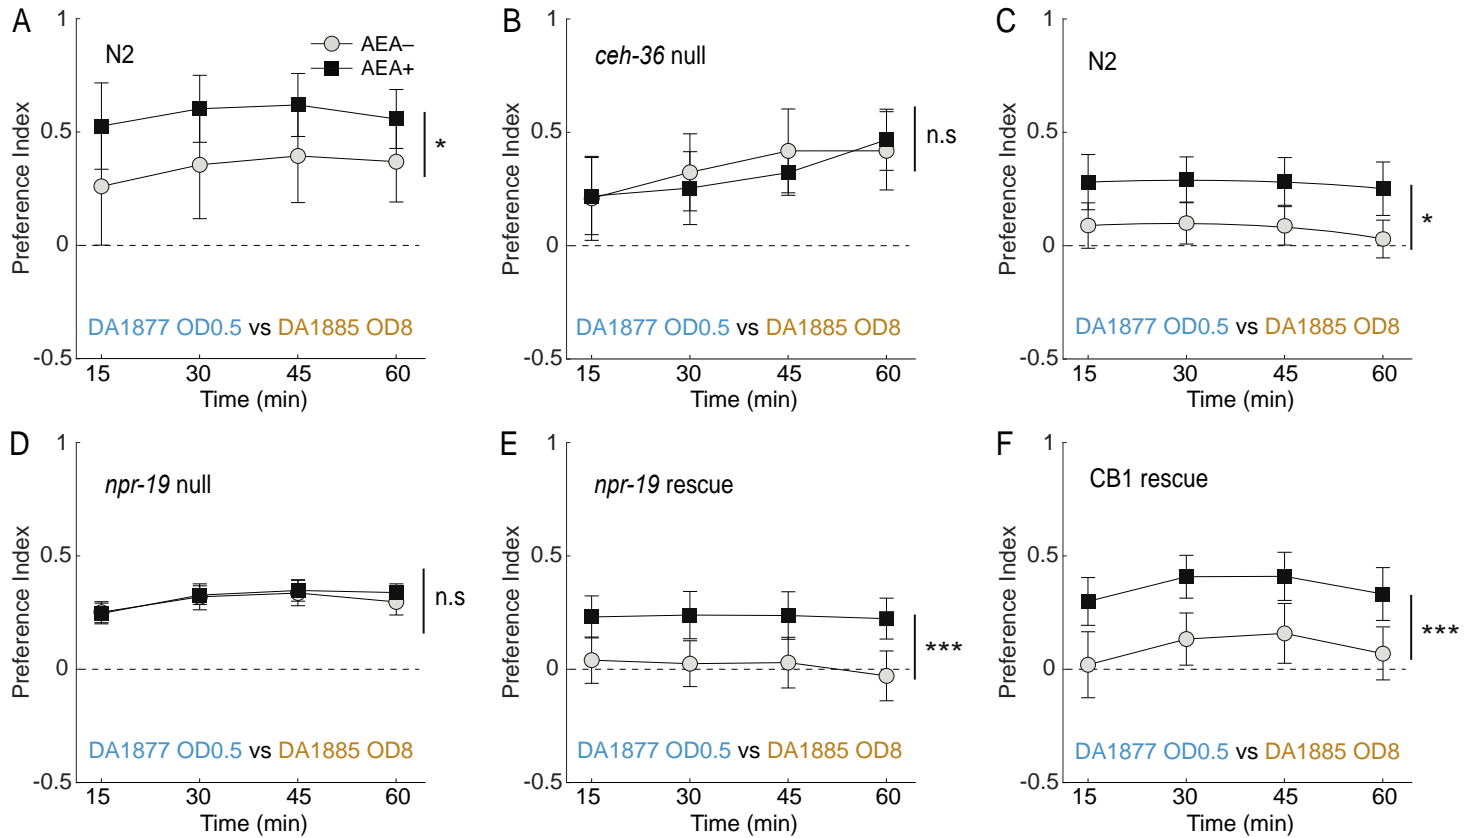 A
1
N2
AEA–
AEA+
0.5
*
0
DA1877 OD0.5 vs DA1885 OD8
-0.5
15 30 45 60
Time (min)
Preference Index
B
1
ceh-36 null
0.5
n.s
0
DA1877 OD0.5 vs DA1885 OD8
-0.5
15 30 45 60
Time (min)
Preference Index
C
1
N2
0.5
*
0
DA1877 OD0.5 vs DA1885 OD8
-0.5
15 30 45 60
Time (min)
Preference Index
D
1
npr-19 null
0.5
n.s
0
DA1877 OD0.5 vs DA1885 OD8
-0.5
15 30 45 60
Time (min)
Preference Index
E
1
npr-19 rescue
0.5
***
0
DA1877 OD0.5 vs DA1885 OD8
-0.5
15 30 45 60
Time (min)
Preference Index
F
1
CB1 rescue
0.5
***
0
DA1877 OD0.5 vs DA1885 OD8
-0.5
15 30 45 60
Time (min)
Preference Index